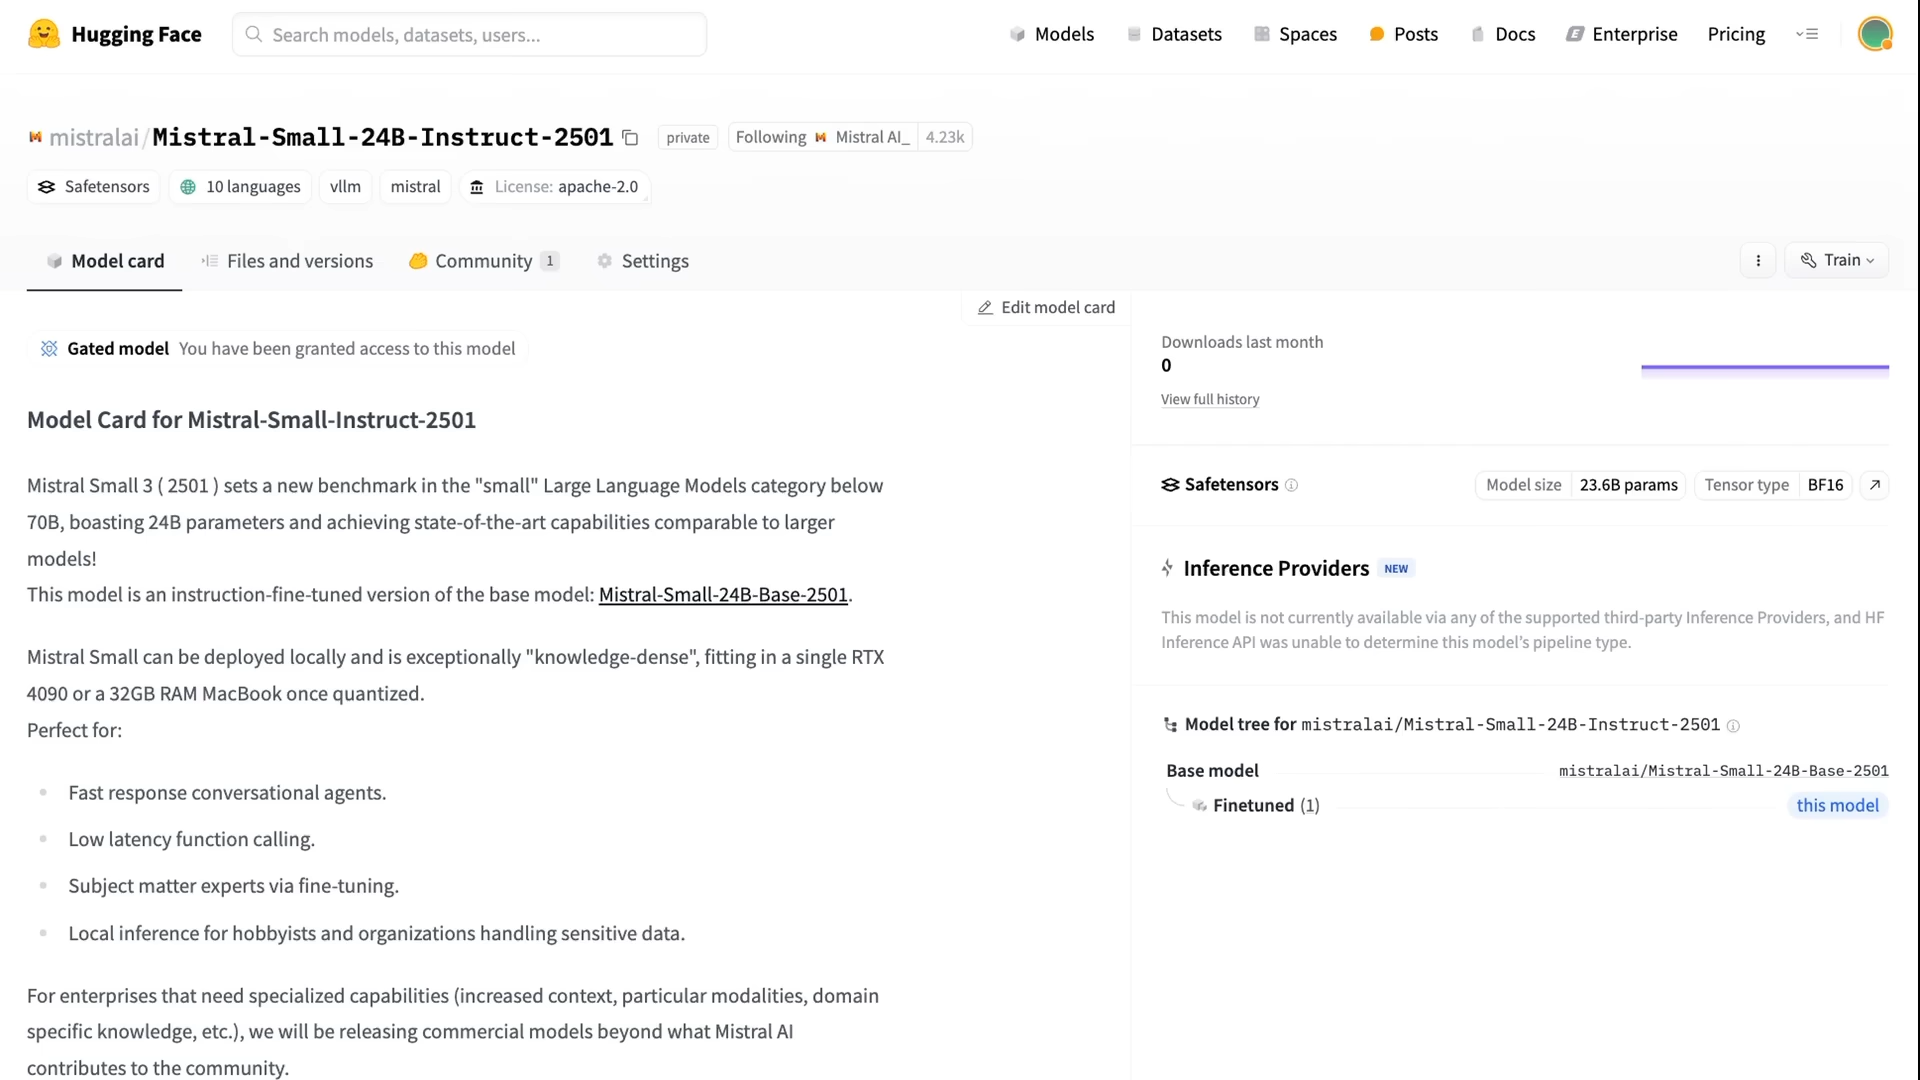 Hugging Face
Search models, datasets, users...
Models
Datasets
Spaces
Posts
Docs
Enterprise
Pricing
mistralai/Mistral-Small-24B-Instruct-2501
private
Following Mistral AI_ 4.23k
Safetensors
10 languages
vllm
mistral
License: apache-2.0
Model card
Files and versions
Community 1
Settings
Train
Edit model card
Gated model You have been granted access to this model
Model Card for Mistral-Small-Instruct-2501
Mistral Small 3 ( 2501 ) sets a new benchmark in the "small" Large Language Models category below
70B, boasting 24B parameters and achieving state-of-the-art capabilities comparable to larger
models!
This model is an instruction-fine-tuned version of the base model: Mistral-Small-24B-Base-2501.
Mistral Small can be deployed locally and is exceptionally "knowledge-dense", fitting in a single RTX
4090 or a 32GB RAM MacBook once quantized.
Perfect for:
Fast response conversational agents.
Low latency function calling.
Subject matter experts via fine-tuning.
Local inference for hobbyists and organizations handling sensitive data.
For enterprises that need specialized capabilities (increased context, particular modalities, domain
specific knowledge, etc.), we will be releasing commercial models beyond what Mistral AI
contributes to the community.
Downloads last month
0
View full history
Safetensors
Model size 23.6B params
Tensor type BF16
Inference Providers NEW
This model is not currently available via any of the supported third-party Inference Providers, and HF
Inference API was unable to determine this model's pipeline type.
Model tree for mistralai/Mistral-Small-24B-Instruct-2501
Base model
mistralai/Mistral-Small-24B-Base-2501
Finetuned (1)
this model